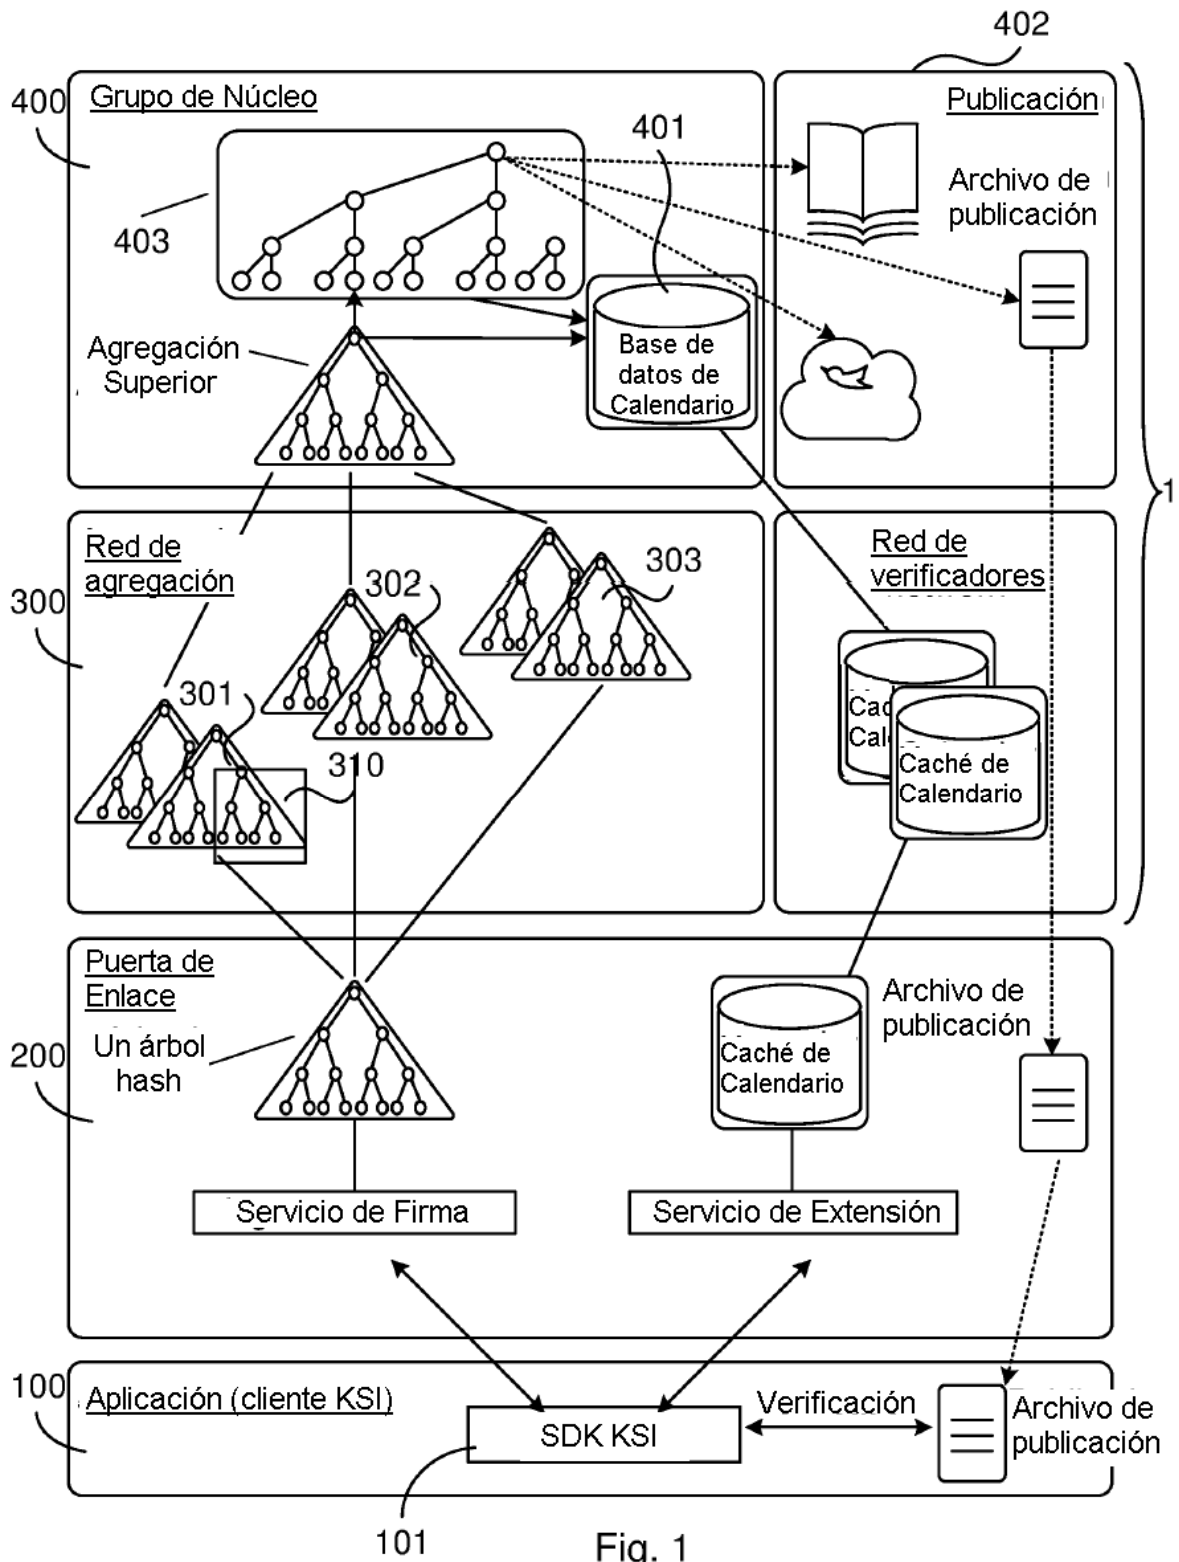 402
400
Grupo de Núcleo
Publicación
401
403
Archivo de
publicación
Agregación
Superior
Base de
datos de
Calendario
1
Red de
agregación
Red de
verificadores
300
302
303
301
310
Caché de
Calendario
Puerta de
Enlace
Archivo de
publicación
200
Un árbol
hash
Caché de
Calendario
Servicio de Firma
Servicio de Extensión
100
Aplicación (cliente KSI)
SDK KSI
Verificación
Archivo de
publicación
101
Fig. 1